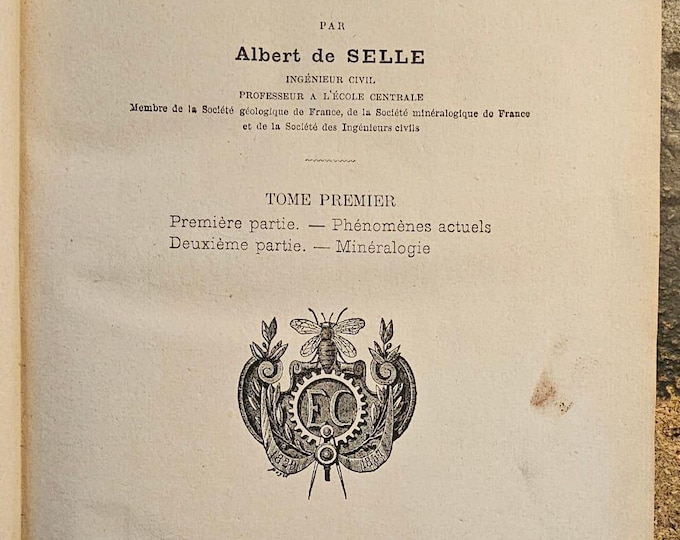 PAR
Albert de SELLE
INGÉNIEUR CIVIL
PROFESSEUR A L'ÉCOLE CENTRALE
Membre de la Société géologique de France, de la Société minéralogique de France
et de la Société des Ingénieurs civils
TOME PREMIER
Première partie. — Phénomènes actuels
Deuxième partie. — Minéralogie
EC